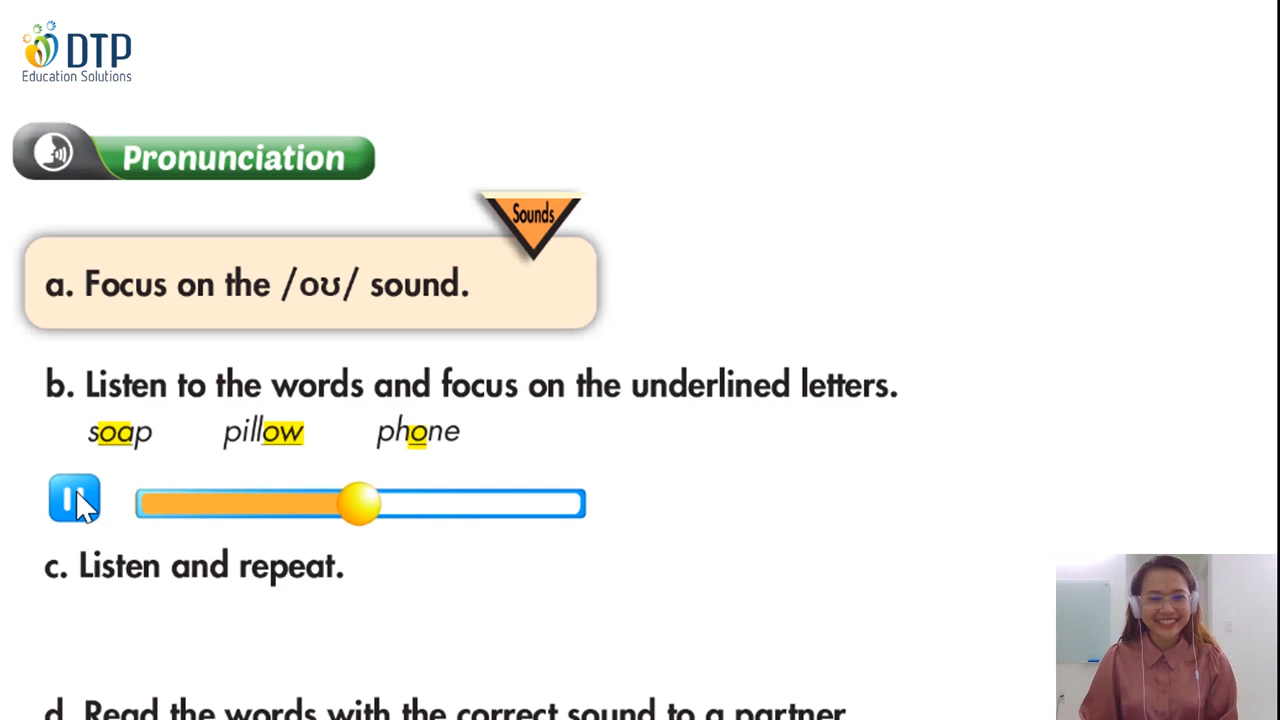 DTP
Education Solutions
Pronunciation
Sounds
a. Focus on the /oʊ/ sound.
b. Listen to the words and focus on the underlined letters.
soap pillow phone
c. Listen and repeat.
d. Read the words with the correct sound to a partner